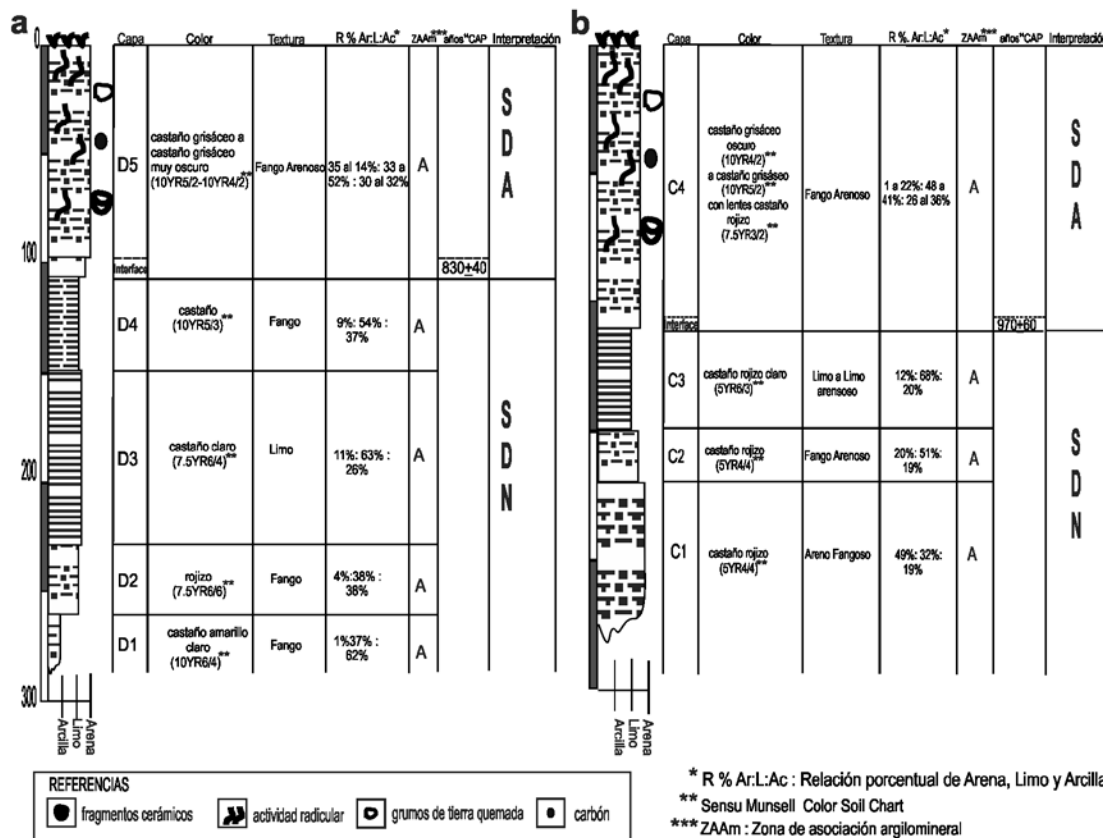 a
Capa Color Textura R % Ar:L:Ac* ZAAm*** años ¹⁴CAP Interpretación
0
100
200
300
D5
castaño grisáceo a
castaño grisáceo
muy oscuro
(10YR5/2-10YR4/2)**
Fango Arenoso
35 al 14%: 33 a
52% : 30 al 32%
A
S
D
A
Interface
830±40
D4
castaño
(10YR5/3)**
Fango
9%: 54% :
37%
A
D3
castaño claro
(7.5YR6/4)**
Limo
11%: 63% :
26%
A
S
D
N
D2
rojizo
(7.5YR6/6)**
Fango
4%:38% :
38%
A
D1
castaño amarillo
claro
(10YR6/4)**
Fango
1%37% :
62%
A
Arcilla
Limo
Arena
b
Capa Color Textura R %. Ar:L:Ac* ZAAm*** años ¹⁴CAP Interpretación
C4
castaño grisáceo
oscuro
(10YR4/2)**
a castaño grisáseo
(10YR5/2)**
con lentes castaño
rojizo
(7.5YR3/2)**
Fango Arenoso
1 a 22%: 48 a
41%: 26 al 36%
A
S
D
A
Interface
970+60
C3
castaño rojizo claro
(5YR6/3)**
Limo a Limo
arensoso
12%: 68%:
20%
A
C2
castaño rojizo
(5YR4/4)**
Fango Arenoso
20%: 51%:
19%
A
S
D
N
C1
castaño rojizo
(5YR4/4)**
Areno Fangoso
49%: 32%:
19%
A
Arcilla
Limo
Arena
REFERENCIAS
fragmentos cerámicos actividad radicular grumos de tierra quemada carbón
* R % Ar:L:Ac : Relación porcentual de Arena, Limo y Arcilla
** Sensu Munsell Color Soil Chart
*** ZAAm : Zona de asociación argilomineral